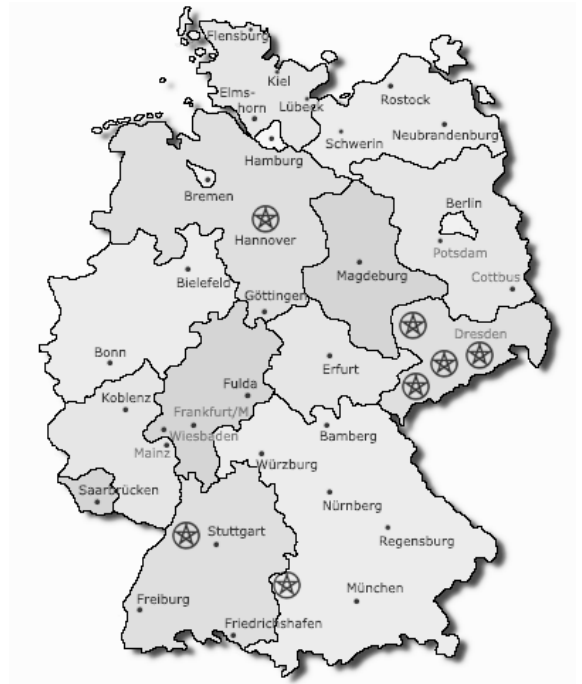 Flensburg
Kiel
Elms-
horn
Lübeck
Rostock
Schwerin
Neubrandenburg
Hamburg
Bremen
Berlin
Hannover
Potsdam
Magdeburg
Bielefeld
Cottbus
Göttingen
Dresden
Bonn
Erfurt
Fulda
Koblenz
Frankfurt/M
Wiesbaden
Mainz
Bamberg
Würzburg
Saarbrücken
Nürnberg
Stuttgart
Regensburg
München
Freiburg
Friedrichshafen